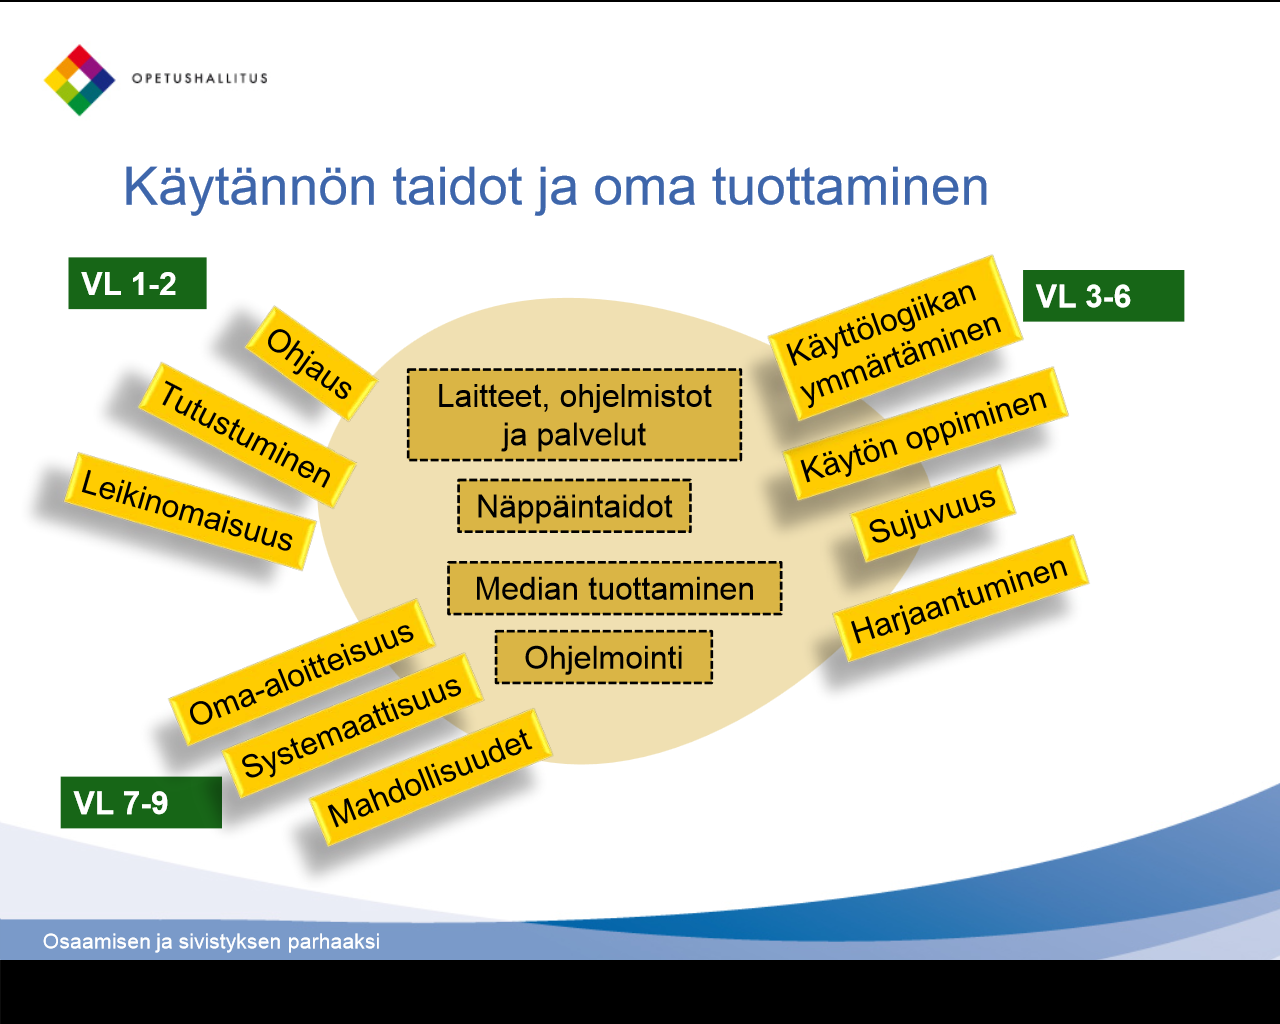 OPETUSHALLITUS
Käytännön taidot ja oma tuottaminen
VL 1-2
Ohjaus
Tutustuminen
Leikinomaisuus
Laitteet, ohjelmistot
ja palvelut
Näppäintaidot
Median tuottaminen
Ohjelmointi
VL 3-6
Käyttölogiikan
ymmärtäminen
Käytön oppiminen
Sujuvuus
Harjaantuminen
Oma-aloitteisuus
Systemaattisuus
Mahdollisuudet
VL 7-9
Osaamisen ja sivistyksen parhaaksi